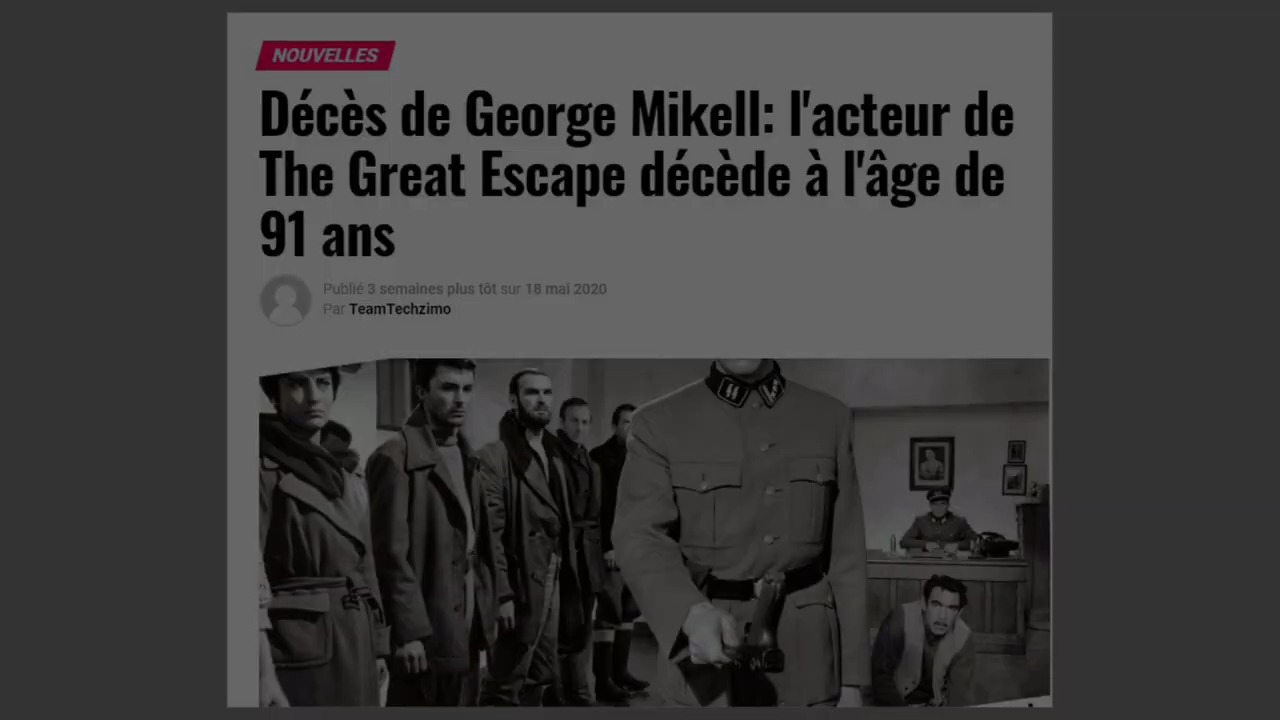 NOUVELLES
Décès de George Mikell: l'acteur de
The Great Escape décède à l'âge de
91 ans
Publié 3 semaines plus tôt sur 18 mai 2020
Par TeamTechzimo